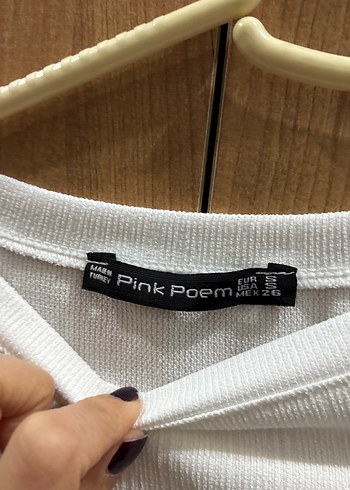 MADE IN
TURKEY
Pink Poem
EUR S
USA S
MEX 26